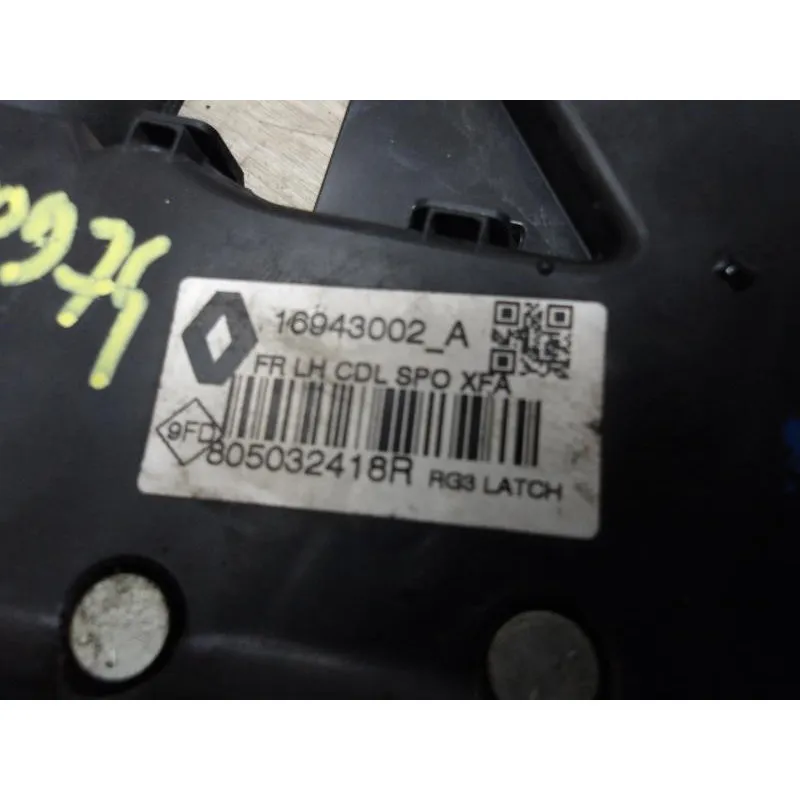 16943002_A
FR LH CDL SPO XFA
9FD
805032418R RG3 LATCH